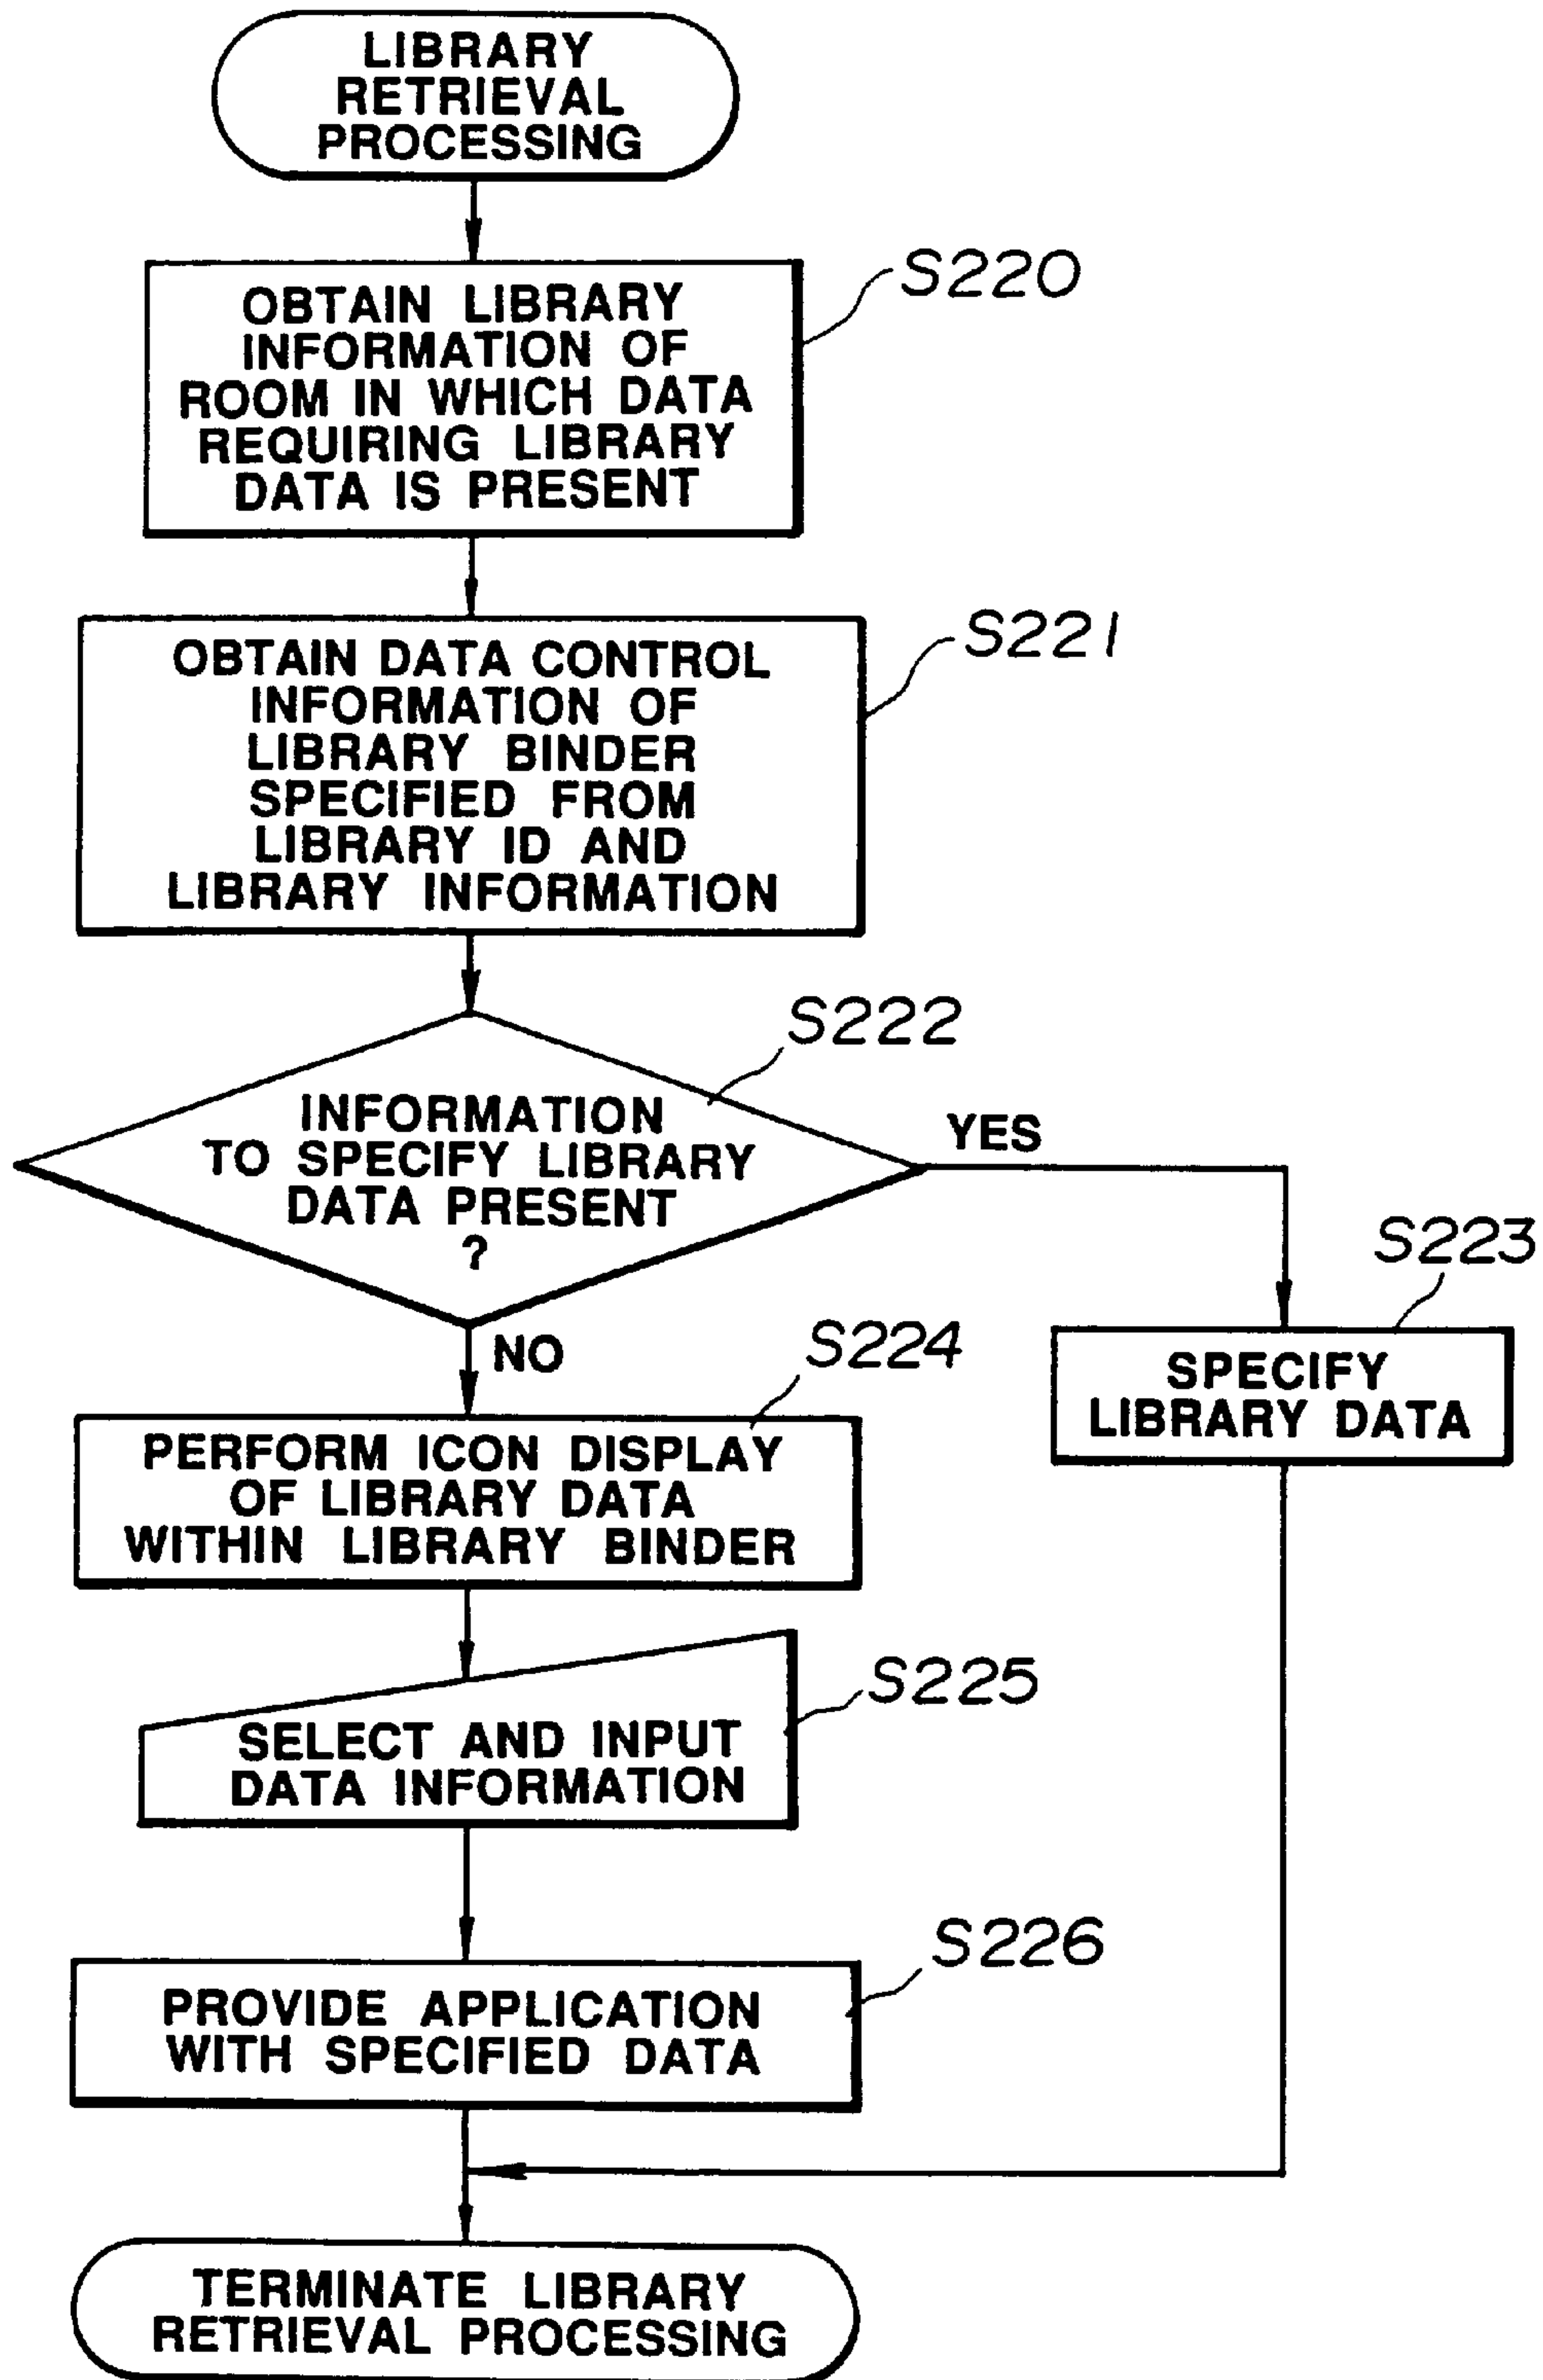 LIBRARY
RETRIEVAL
PROCESSING
S220
OBTAIN LIBRARY
INFORMATION OF
ROOM IN WHICH DATA
REQUIRING LIBRARY
DATA IS PRESENT
S221
OBTAIN DATA CONTROL
INFORMATION OF
LIBRARY BINDER
SPECIFIED FROM
LIBRARY ID AND
LIBRARY INFORMATION
S222
INFORMATION
TO SPECIFY LIBRARY
DATA PRESENT
?
YES
S223
SPECIFY
LIBRARY DATA
NO
S224
PERFORM ICON DISPLAY
OF LIBRARY DATA
WITHIN LIBRARY BINDER
S225
SELECT AND INPUT
DATA INFORMATION
S226
PROVIDE APPLICATION
WITH SPECIFIED DATA
TERMINATE LIBRARY
RETRIEVAL PROCESSING